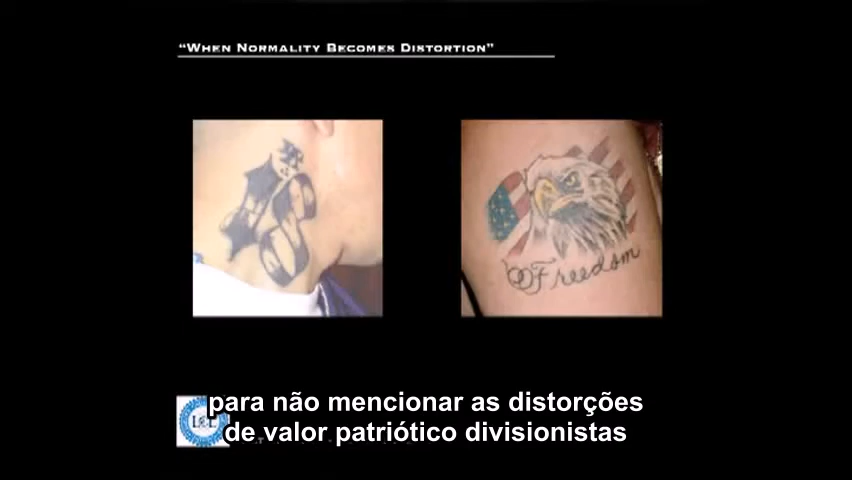 “When Normality Becomes Distortion”
Freedom
para não mencionar as distorções
de valor patriótico divisionistas